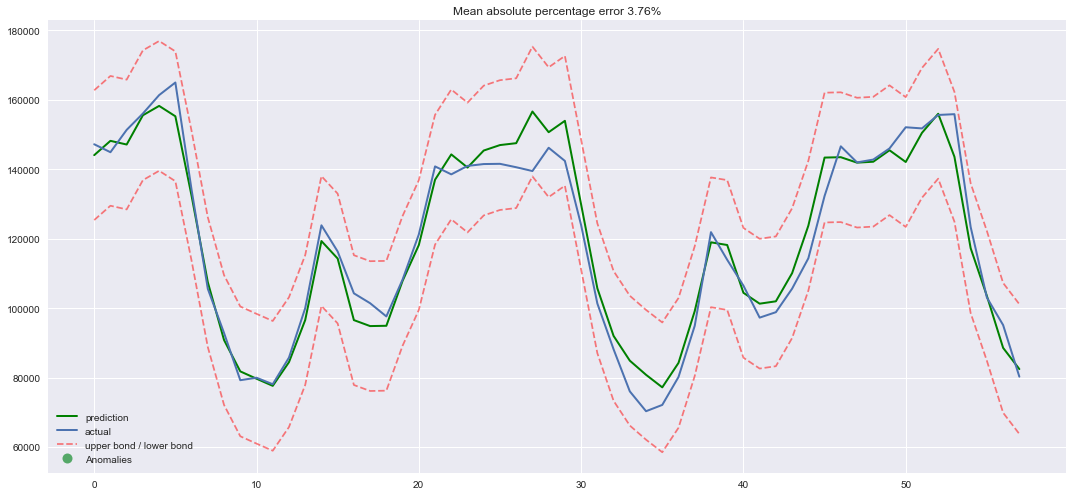 Mean absolute percentage error 3.76%
180000
160000
140000
120000
100000
80000
60000
prediction
actual
upper bond / lower bond
Anomalies
0 10 20 30 40 50